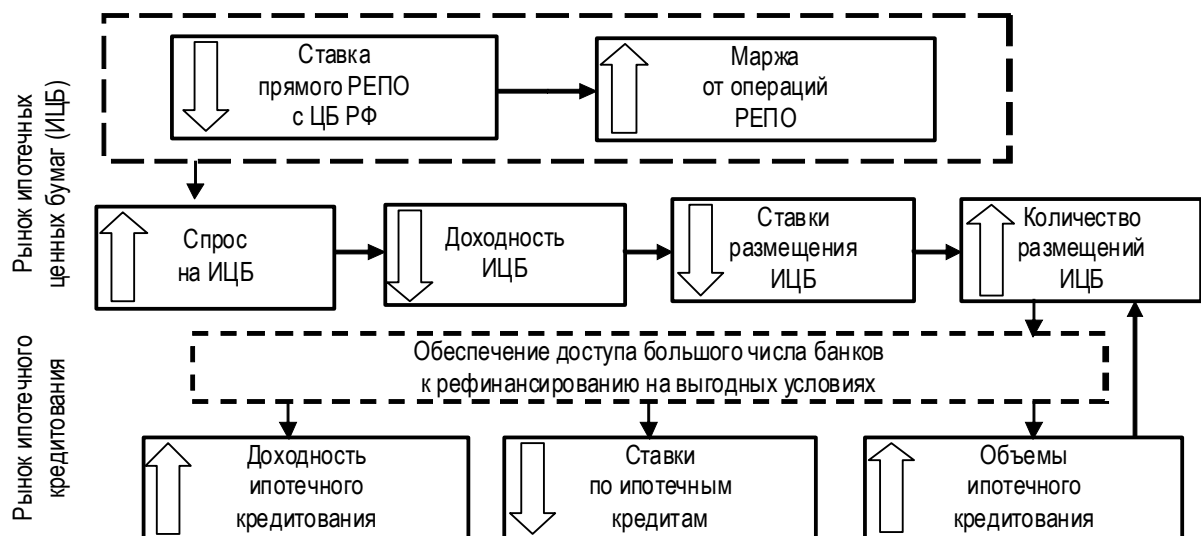 Рынок ипотечных
ценных бумаг (ИЦБ)
Ставка
прямого РЕПО
с ЦБ РФ
Маржа
от операций
РЕПО
Спрос
на ИЦБ
Доходность
ИЦБ
Ставки
размещения
ИЦБ
Количество
размещений
ИЦБ
Рынок ипотечного
кредитования
Обеспечение доступа большого числа банков
к рефинансированию на выгодных условиях
Доходность
ипотечного
кредитования
Ставки
по ипотечным
кредитам
Объемы
ипотечного
кредитования